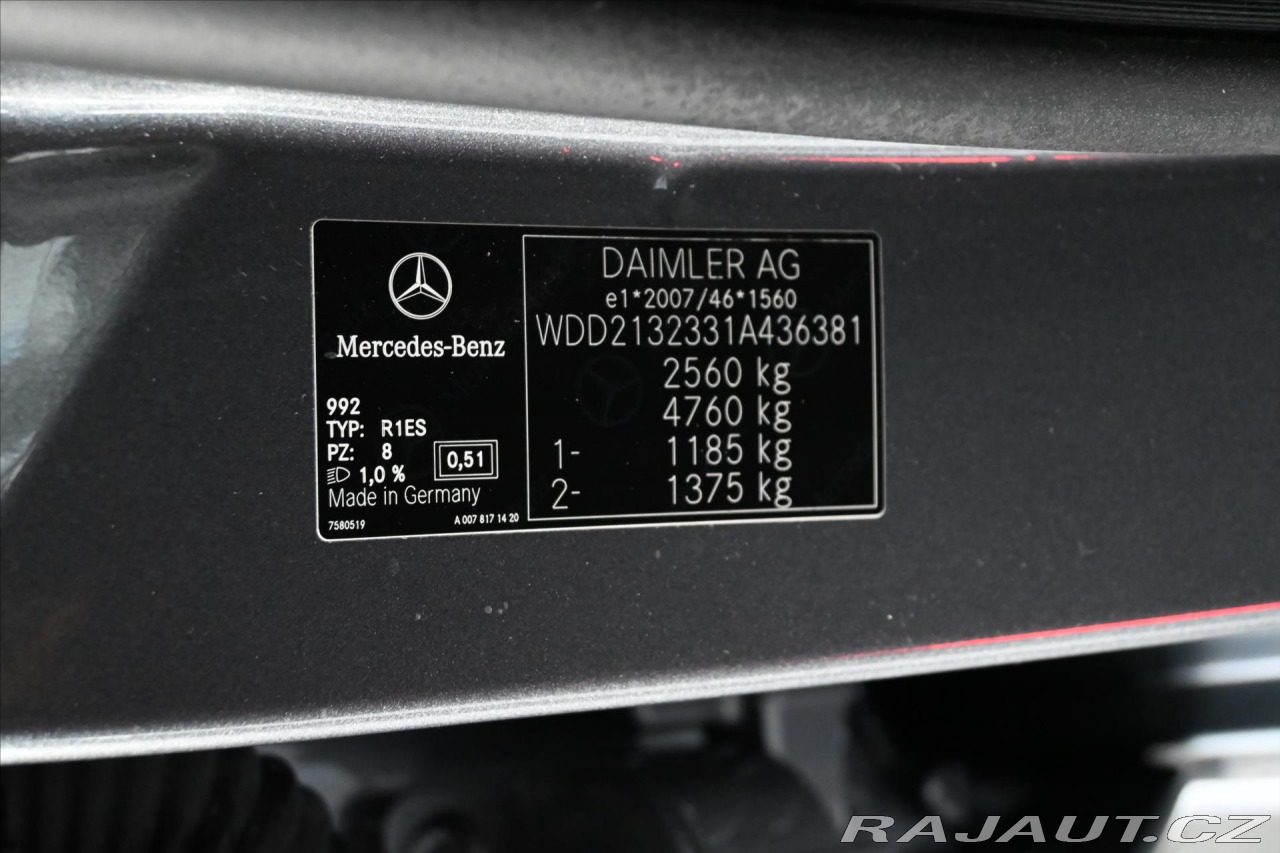 Mercedes-Benz
992
TYP: R1ES
PZ: 8
1,0 %
0,51
Made in Germany
7580519
A 007 817 14 20
DAIMLER AG
e1*2007/46*1560
WDD2132331A436381
2560 kg
4760 kg
1- 1185 kg
2- 1375 kg
RAJAUT.CZ